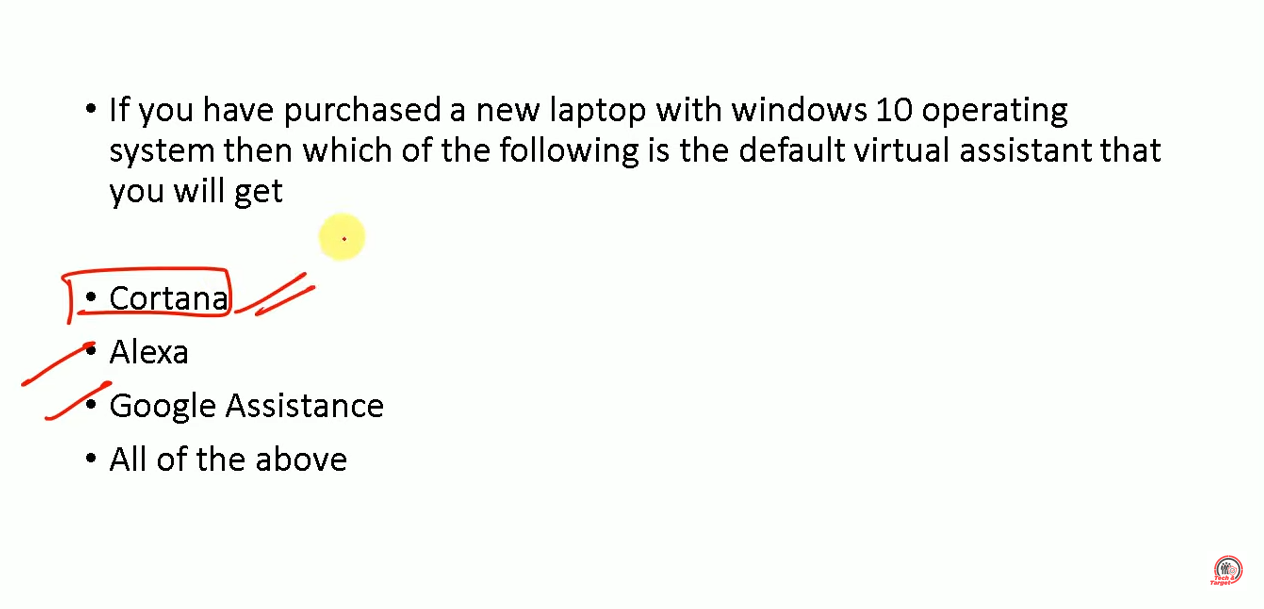 • If you have purchased a new laptop with windows 10 operating
system then which of the following is the default virtual assistant that
you will get
• Cortana
• Alexa
• Google Assistance
• All of the above
Tech &
Target